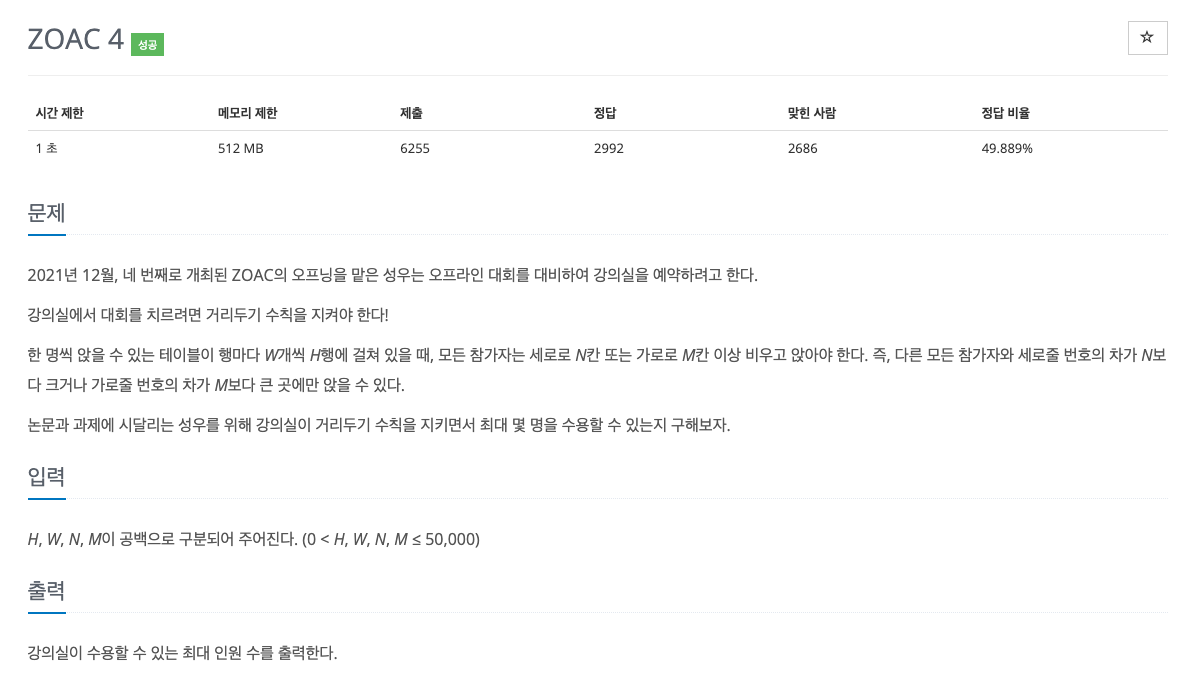 ZOAC 4 성공
☆
시간 제한 메모리 제한 제출 정답 맞힌 사람 정답 비율
1 초 512 MB 6255 2992 2686 49.889%
문제
2021년 12월, 네 번째로 개최된 ZOAC의 오프닝을 맡은 성우는 오프라인 대회를 대비하여 강의실을 예약하려고 한다.
강의실에서 대회를 치르려면 거리두기 수칙을 지켜야 한다!
한 명씩 앉을 수 있는 테이블이 행마다 W개씩 H행에 걸쳐 있을 때, 모든 참가자는 세로로 N칸 또는 가로로 M칸 이상 비우고 앉아야 한다. 즉, 다른 모든 참가자와 세로줄 번호의 차가 N보
다 크거나 가로줄 번호의 차가 M보다 큰 곳에만 앉을 수 있다.
논문과 과제에 시달리는 성우를 위해 강의실이 거리두기 수칙을 지키면서 최대 몇 명을 수용할 수 있는지 구해보자.
입력
H, W, N, M이 공백으로 구분되어 주어진다. (0 < H, W, N, M ≤ 50,000)
출력
강의실이 수용할 수 있는 최대 인원 수를 출력한다.